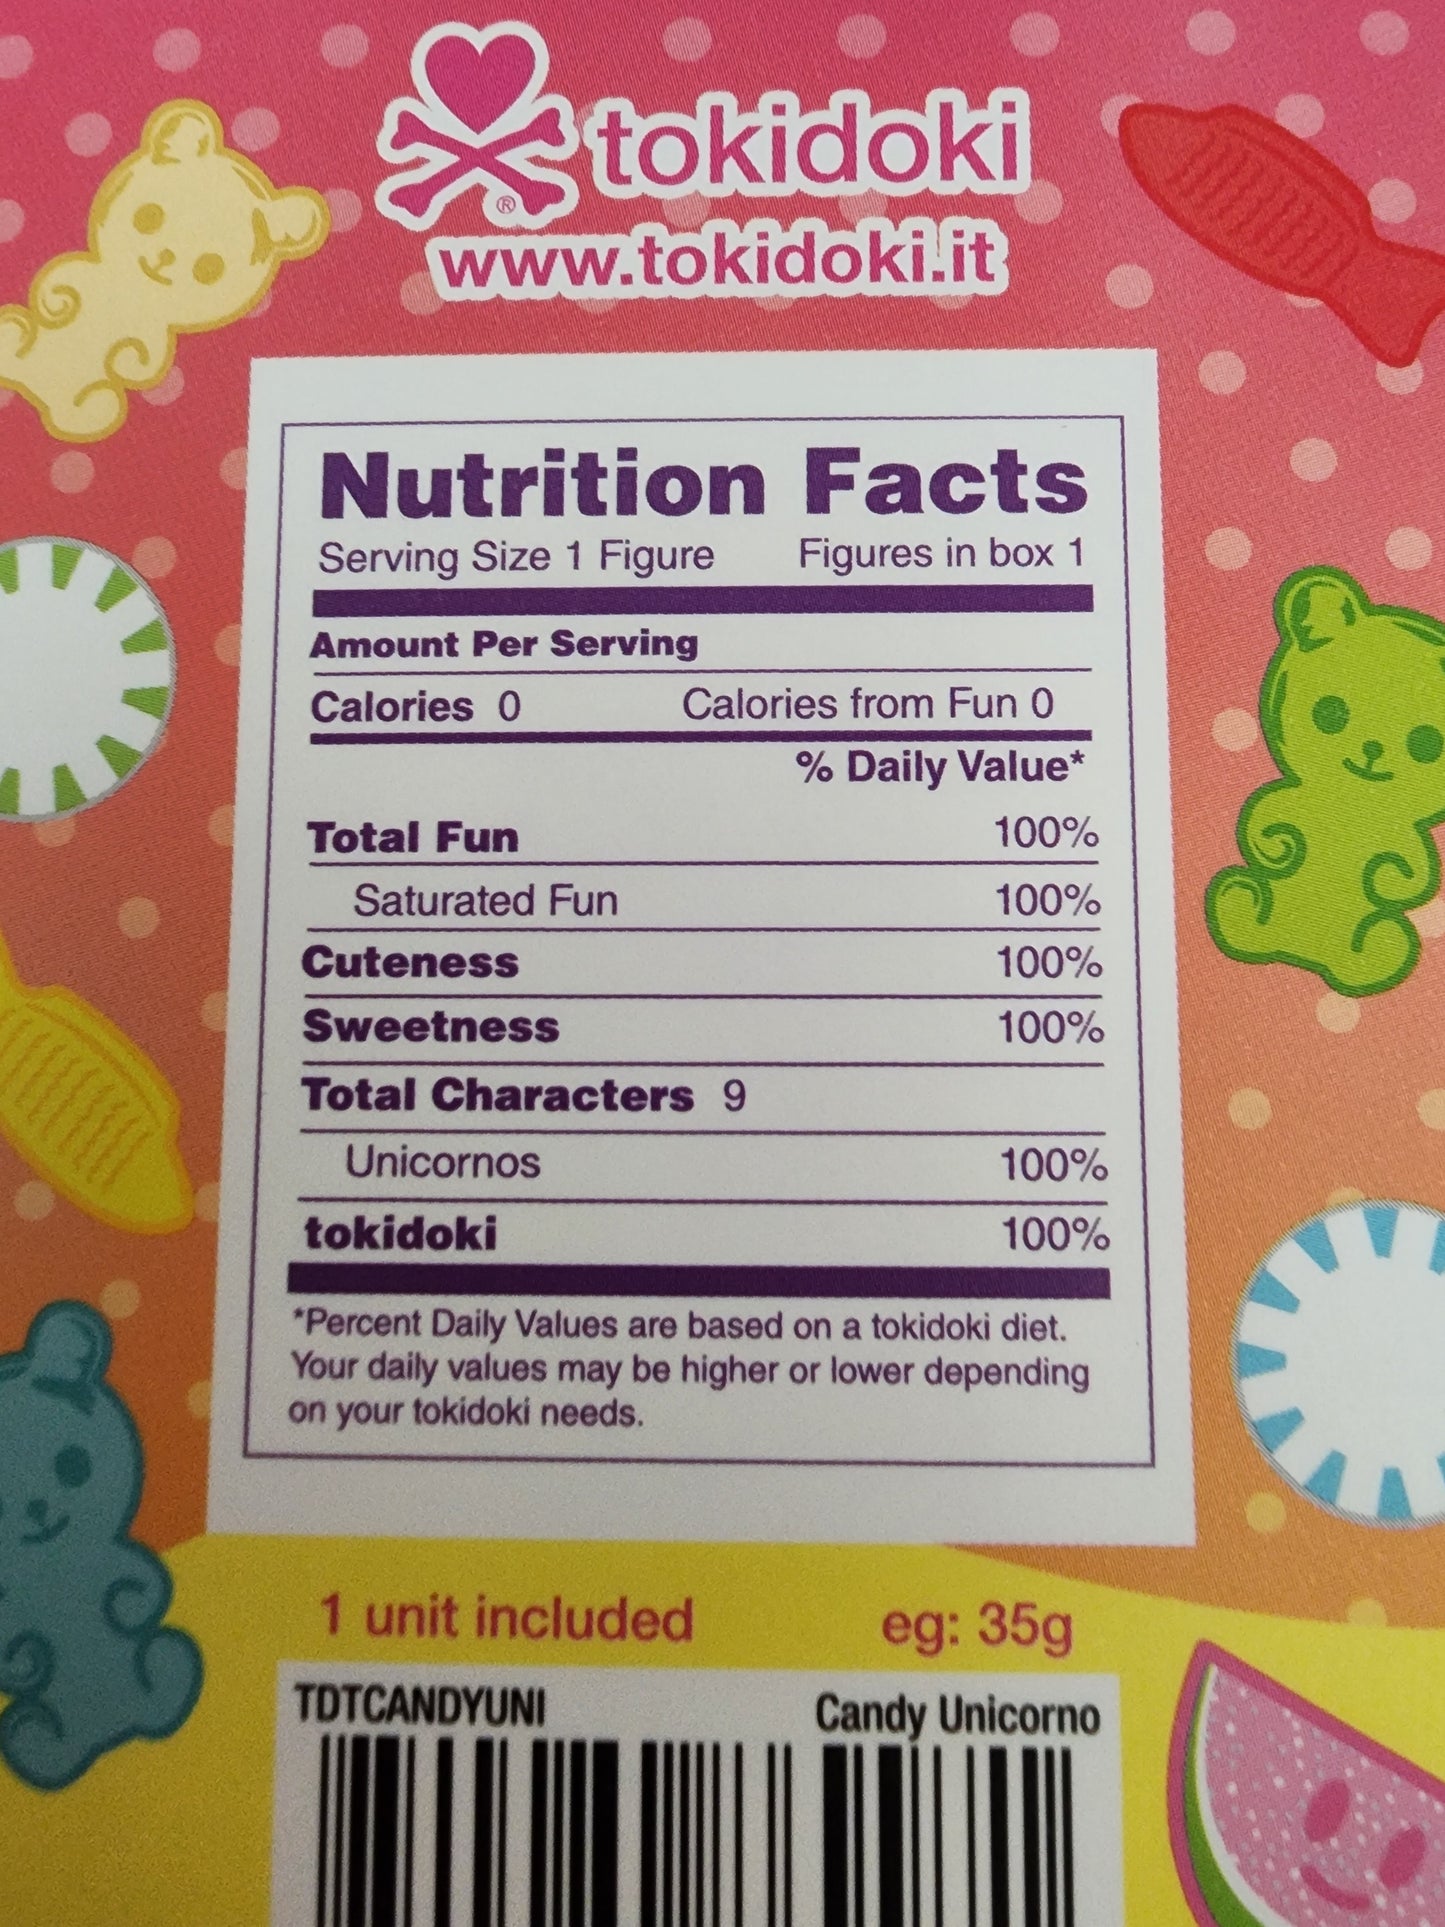 tokidoki
®
www.tokidoki.it
Nutrition Facts
Serving Size 1 Figure Figures in box 1
Amount Per Serving
Calories 0 Calories from Fun 0
% Daily Value*
Total Fun 100%
Saturated Fun 100%
Cuteness 100%
Sweetness 100%
Total Characters 9
Unicornos 100%
tokidoki 100%
*Percent Daily Values are based on a tokidoki diet.
Your daily values may be higher or lower depending
on your tokidoki needs.
1 unit included eg: 35g
TDTCANDYUNI Candy Unicorno